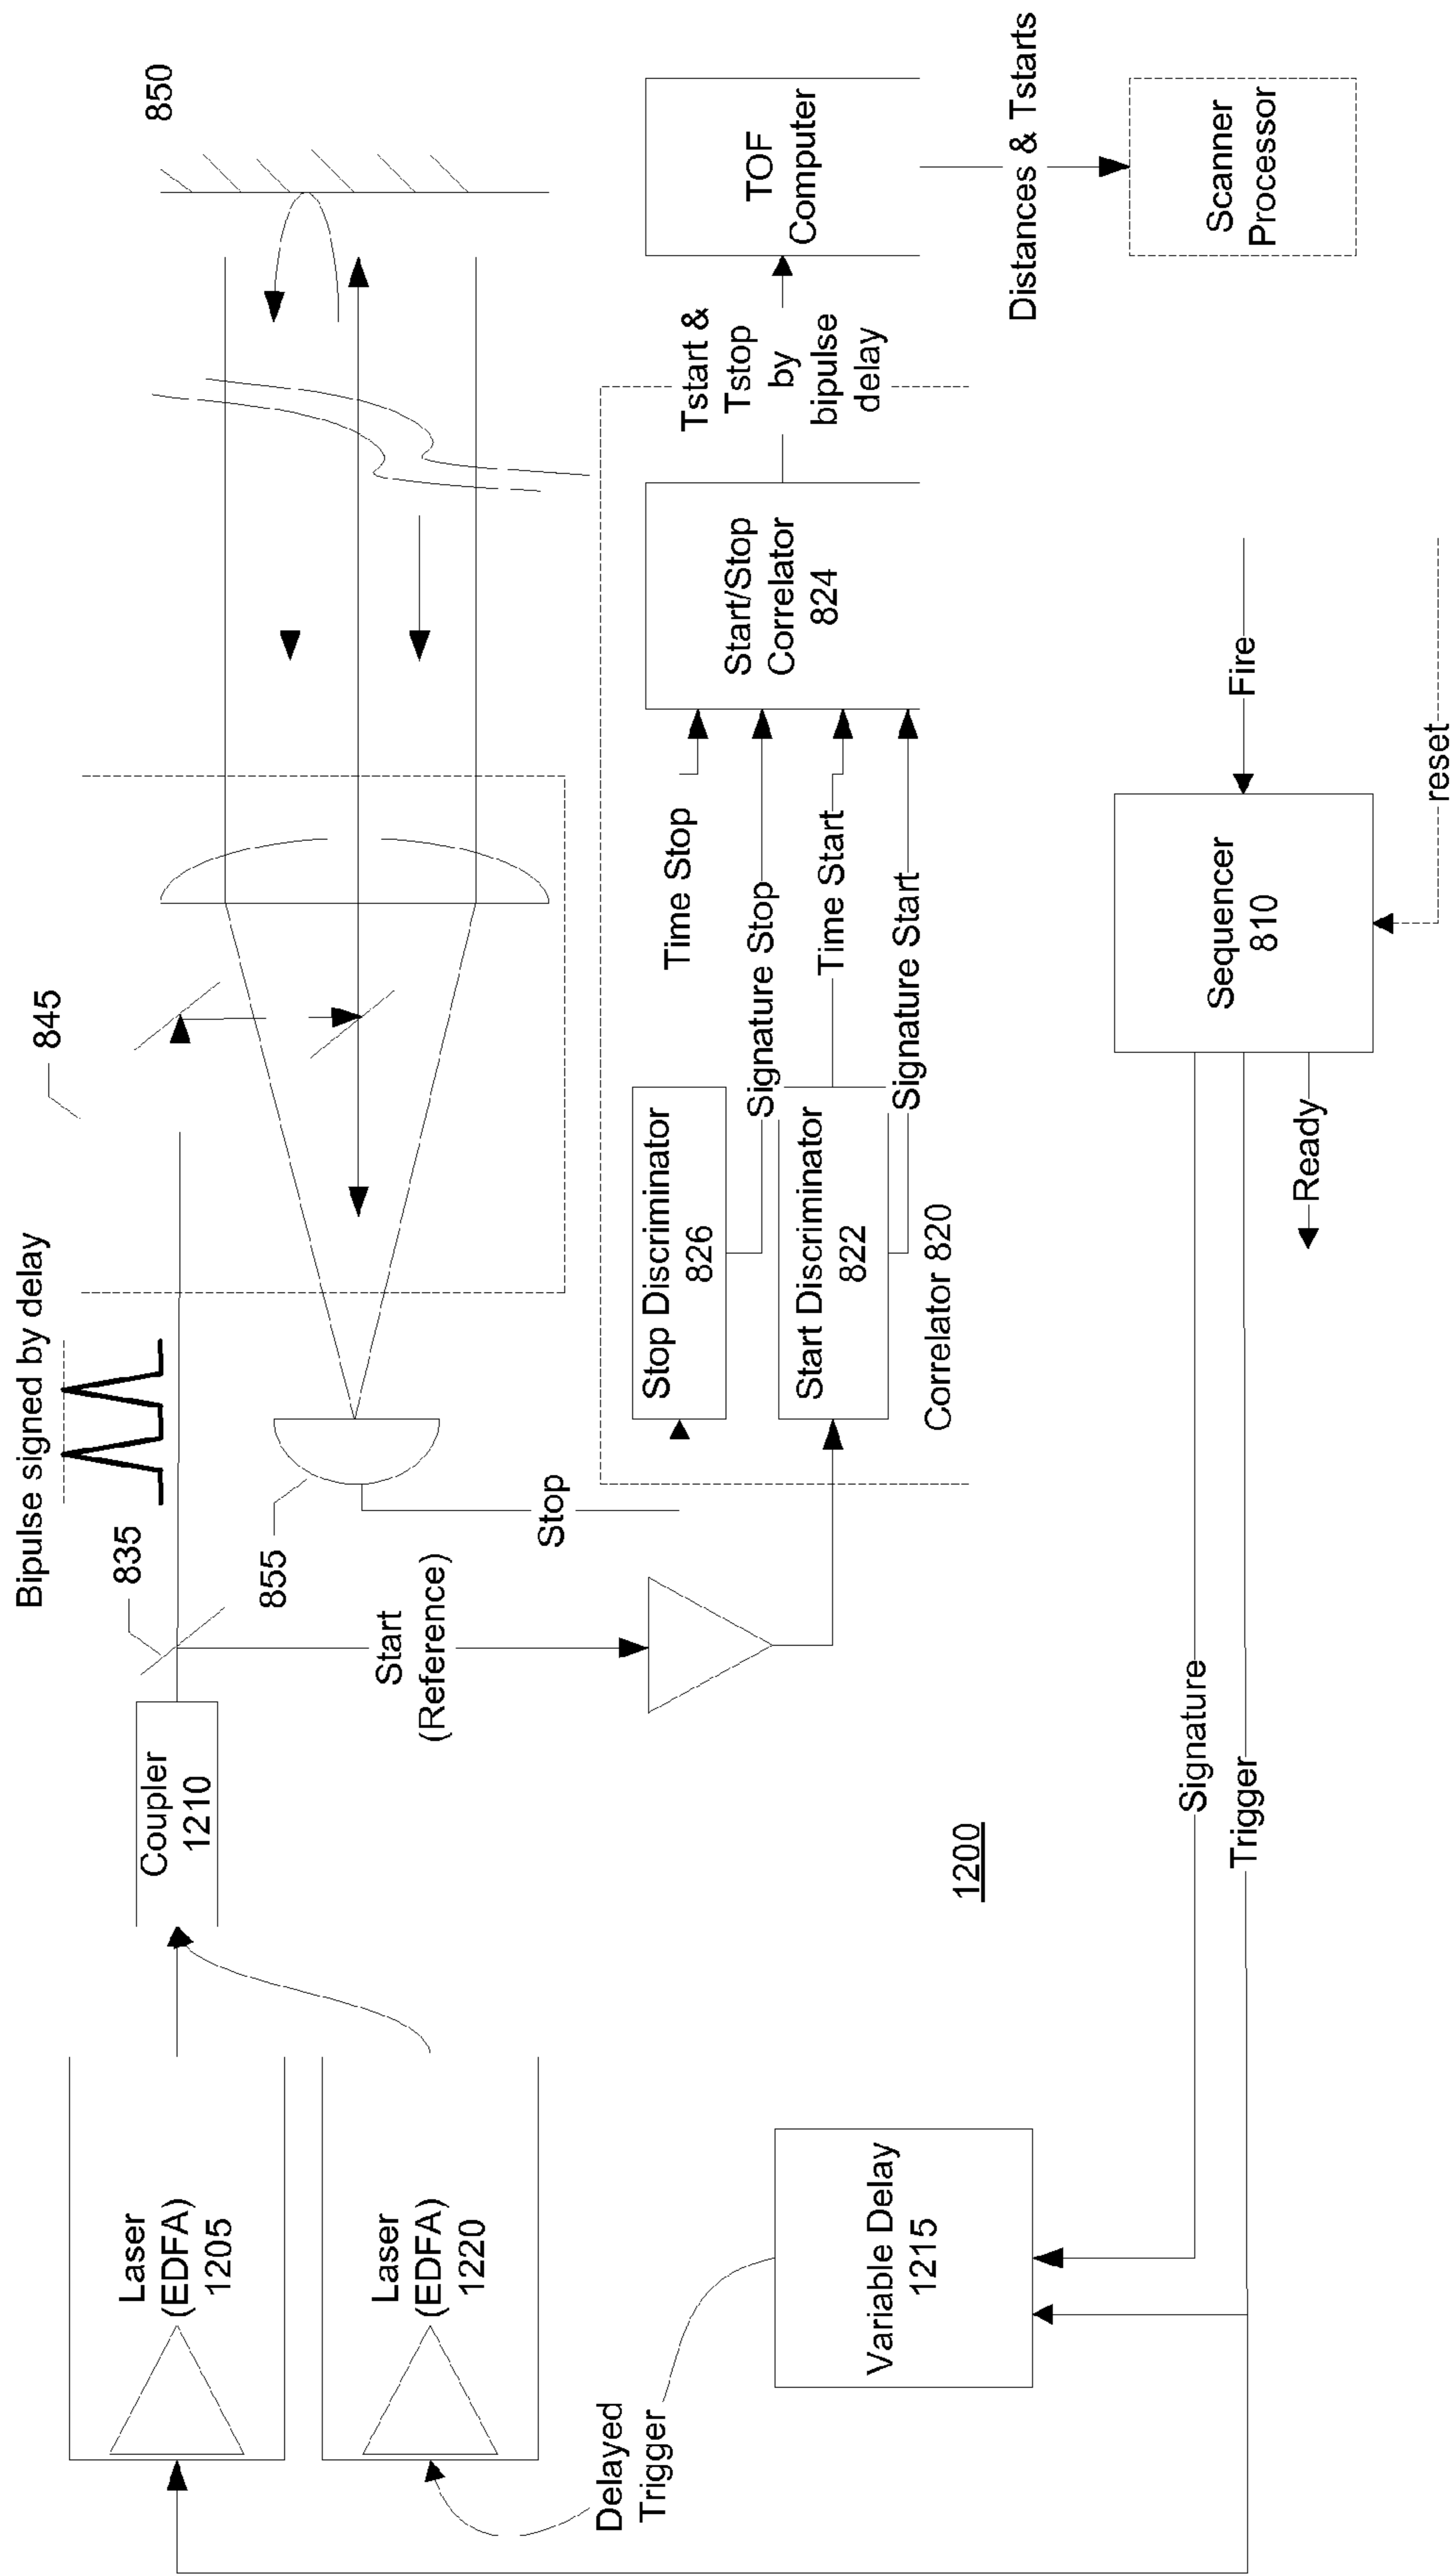 Laser
(EDFA)
1205
Laser
(EDFA)
1220
Coupler
1210
835
Bipulse signed by delay
845
850
855
Start
(Reference)
Stop
Delayed
Trigger
Variable Delay
1215
1200
Stop Discriminator
826
Start Discriminator
822
Correlator 820
Time Stop
Signature Stop
Time Start
Signature Start
Start/Stop
Correlator
824
Tstart &
Tstop
by
bipulse
delay
TOF
Computer
Distances & Tstarts
Scanner
Processor
Signature
Trigger
Ready
Sequencer
810
Fire
reset